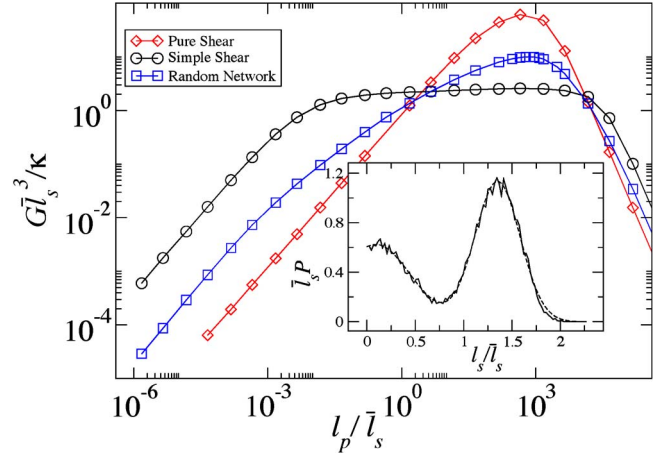 Pure Shear
Simple Shear
Random Network
10^0
10^-2
10^-4
G l̄_s^3/κ
10^-6
10^-3
10^0
10^3
l_p/l̄_s
1.2
0.8
0.4
0
l̄_s P
0
0.5
1
1.5
2
l_s/l̄_s